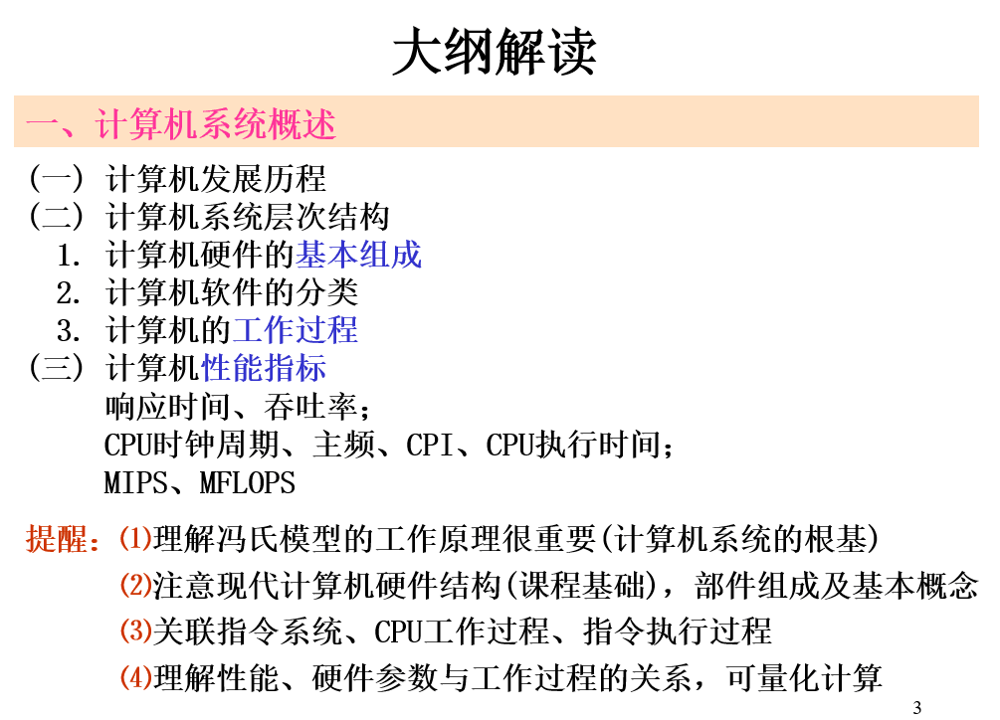 大纲解读
一、计算机系统概述
(一) 计算机发展历程
(二) 计算机系统层次结构
1. 计算机硬件的基本组成
2. 计算机软件的分类
3. 计算机的工作过程
(三) 计算机性能指标
响应时间、吞吐率；
CPU时钟周期、主频、CPI、CPU执行时间；
MIPS、MFLOPS
提醒：⑴理解冯氏模型的工作原理很重要(计算机系统的根基)
⑵注意现代计算机硬件结构(课程基础)，部件组成及基本概念
⑶关联指令系统、CPU工作过程、指令执行过程
⑷理解性能、硬件参数与工作过程的关系，可量化计算
3